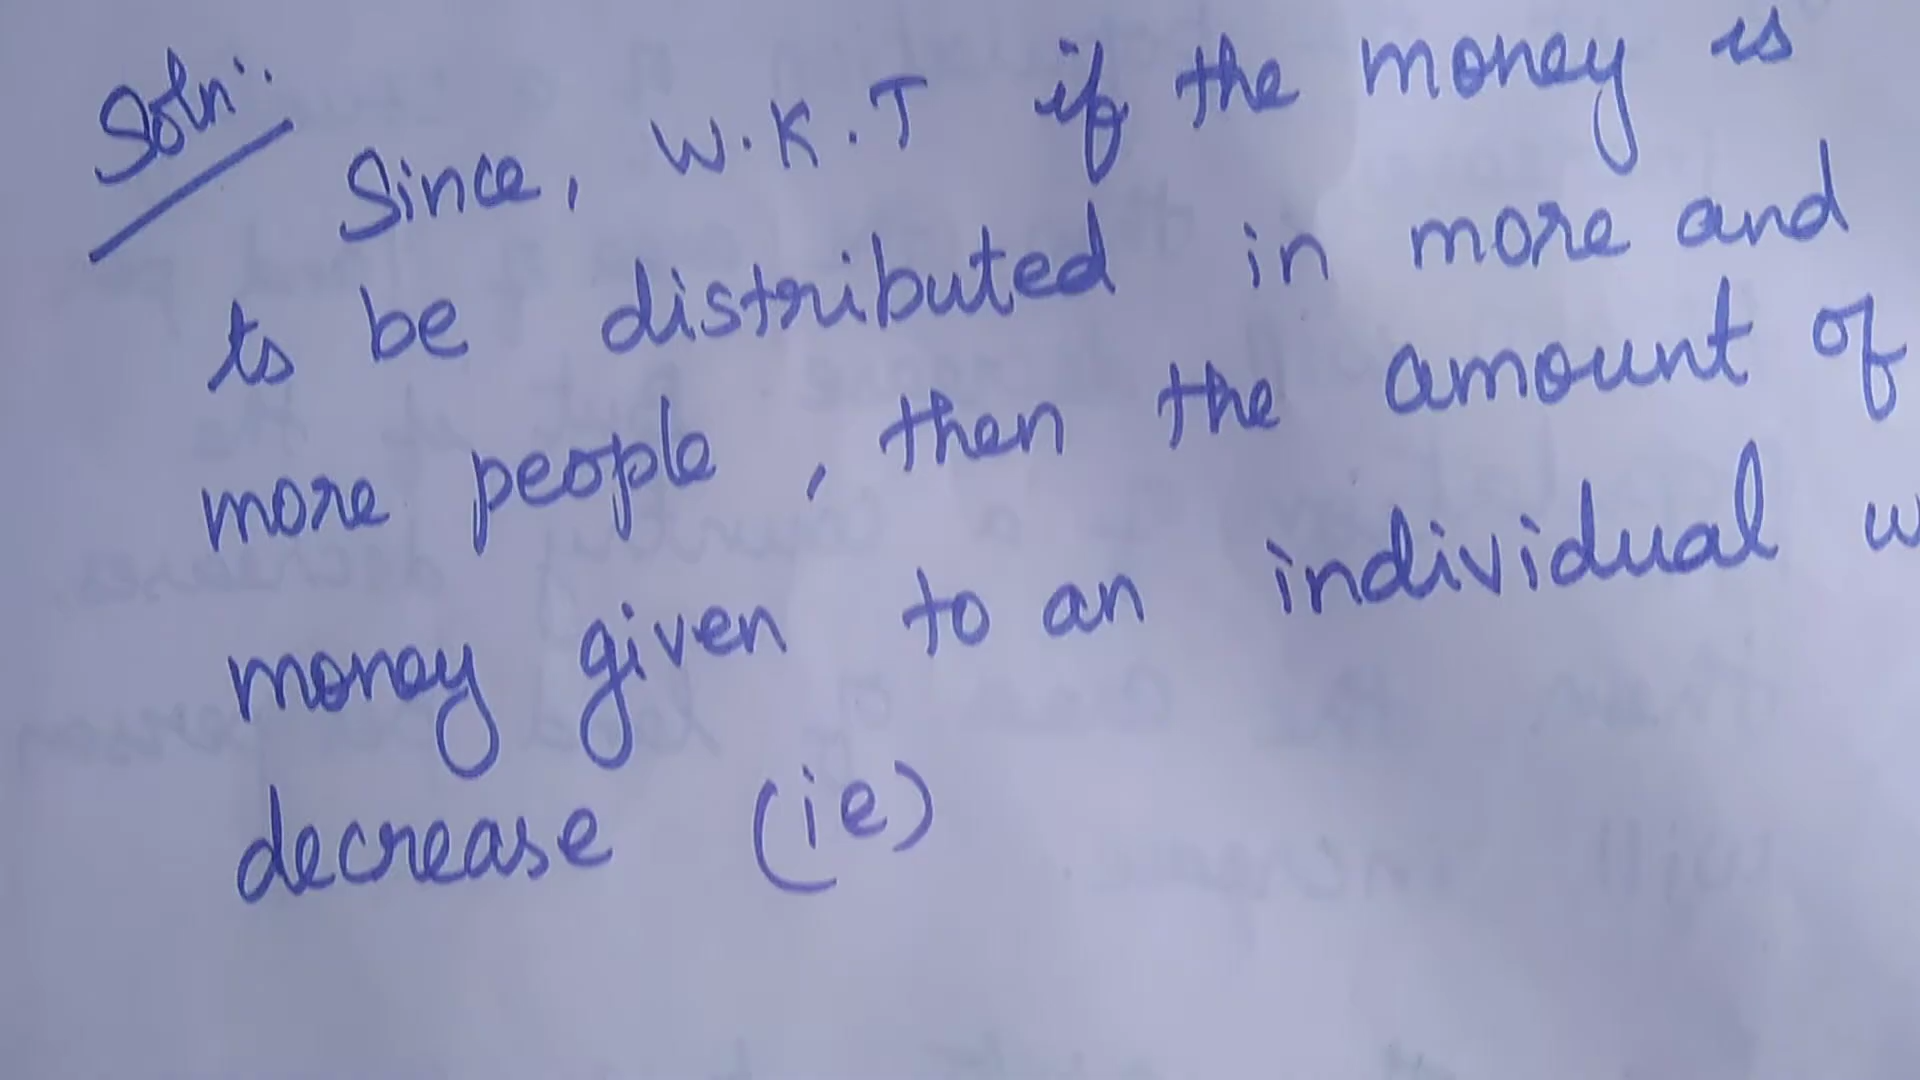 Soln:
Since, W.K.T if the money is
to be distributed in more and
more people, then the amount of
money given to an individual w
decrease (ie)